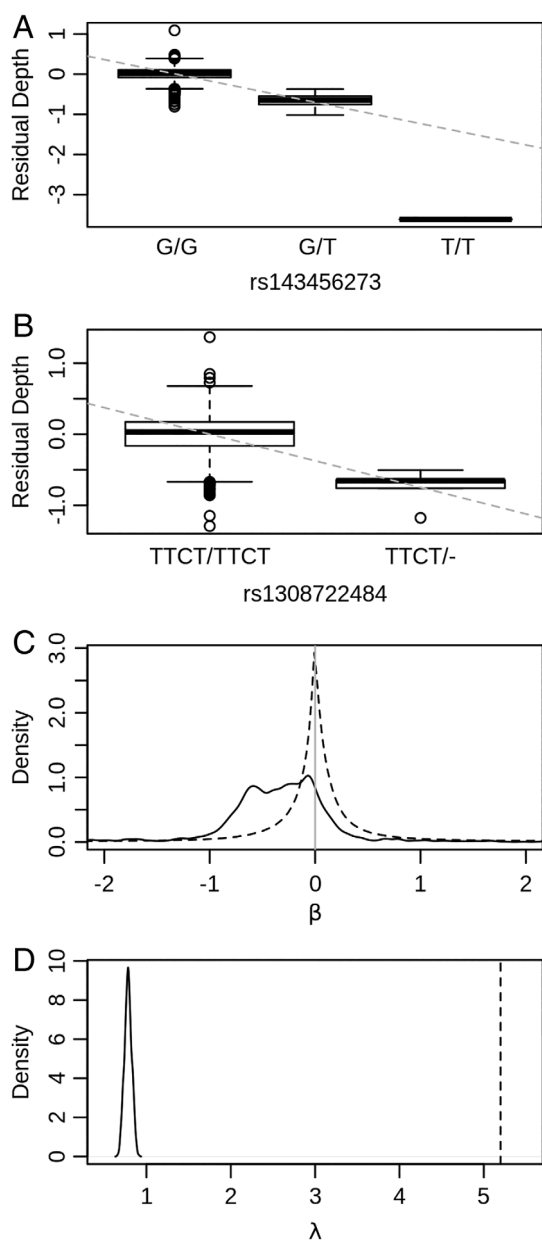 A
Residual Depth
1
0
-1
-3
G/G G/T T/T
rs143456273
B
Residual Depth
1.0
0.0
-1.0
TTCT/TTCT TTCT/-
rs1308722484
C
Density
3.0
2.0
1.0
0.0
-2 -1 0 1 2
β
D
Density
10
8
6
4
2
0
1 2 3 4 5
λ